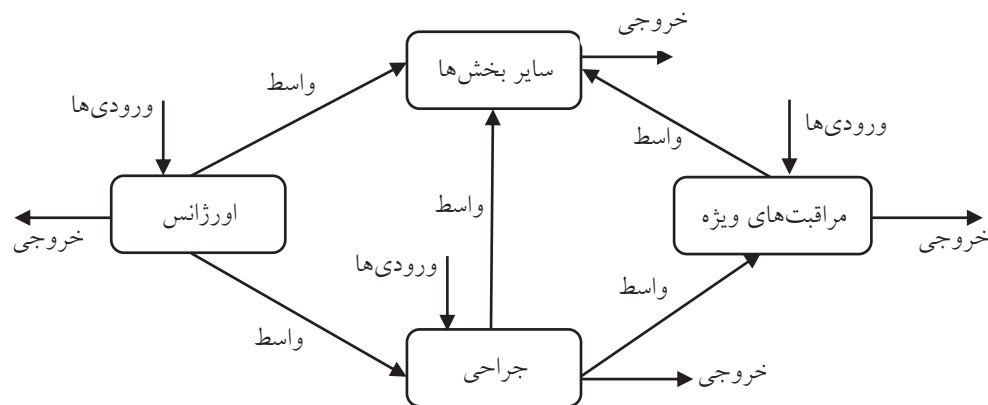 خروجی
سایر بخش‌ها
واسط
ورودی‌ها
ورودی‌ها
واسط
اورژانس
واسط
مراقبت‌های ویژه
خروجی
خروجی
ورودی‌ها
واسط
واسط
جراحی
خروجی